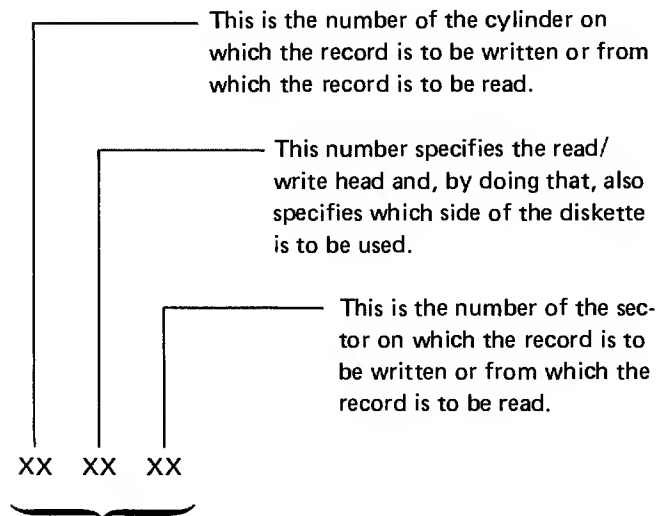 This is the number of the cylinder on
which the record is to be written or from
which the record is to be read.
This number specifies the read/
write head and, by doing that, also
specifies which side of the diskette
is to be used.
This is the number of the sec-
tor on which the record is to
be written or from which the
record is to be read.
XX XX XX